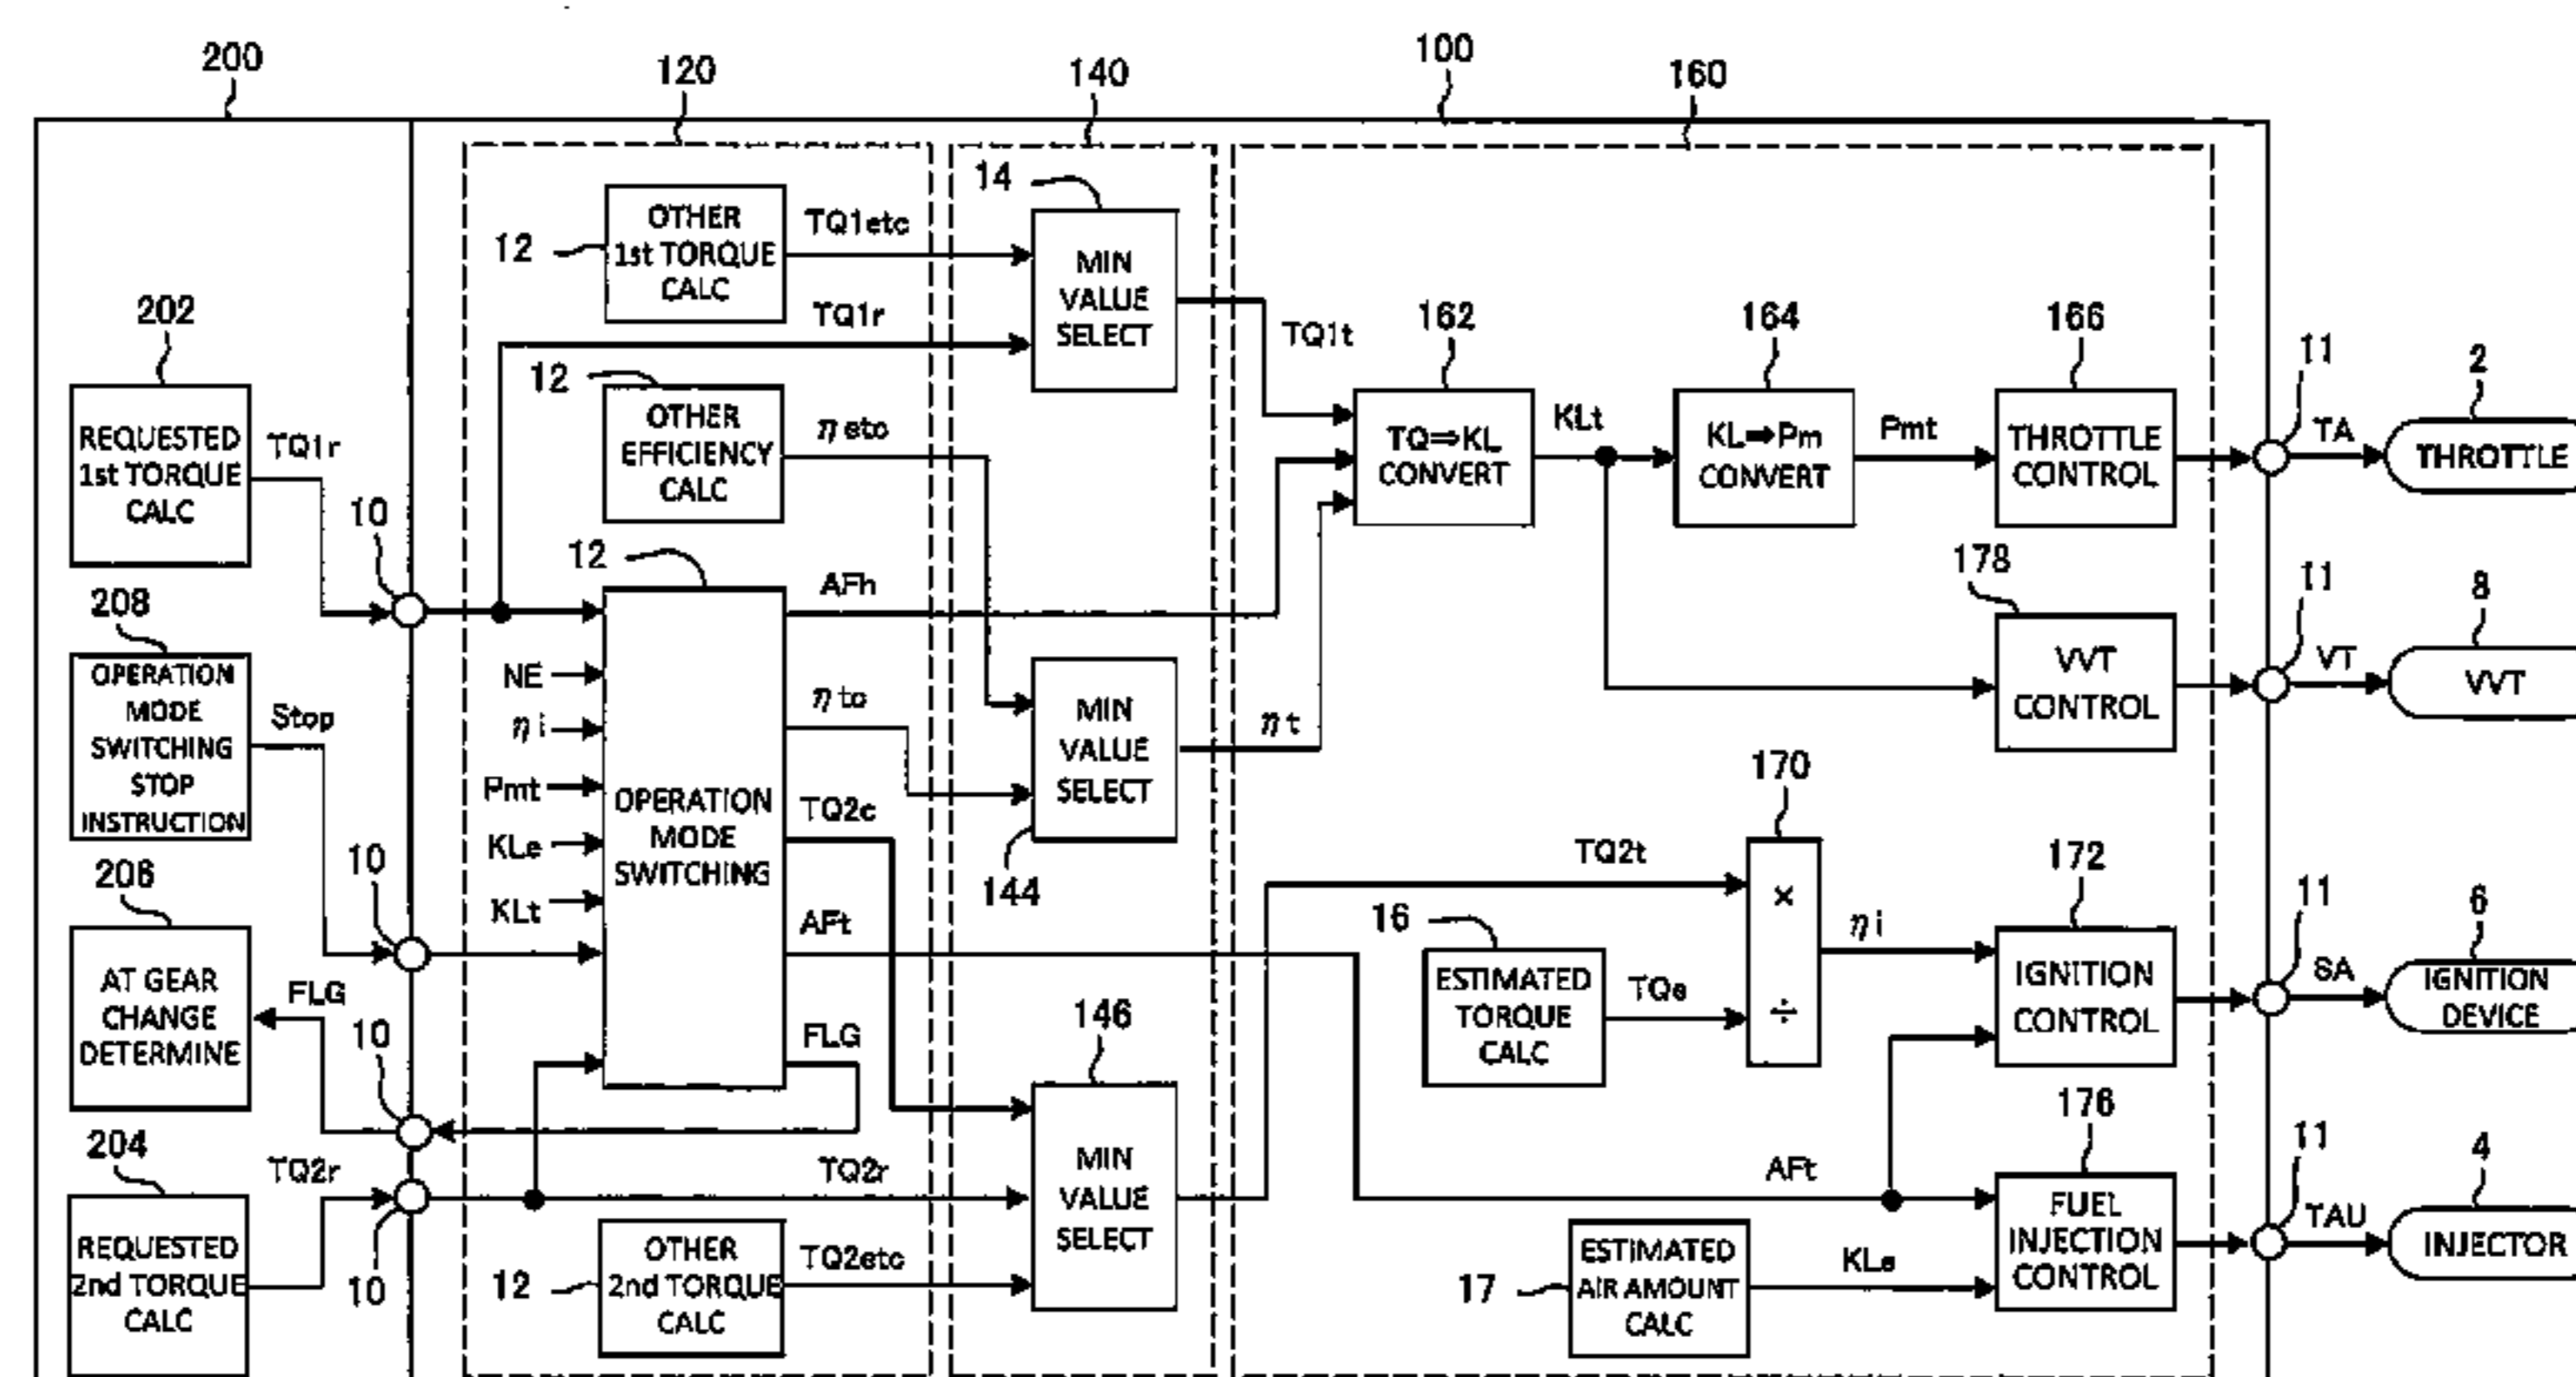 200
120
140
100
160
14
OTHER
1st TORQUE
CALC
12
TQ1etc
MIN
VALUE
SELECT
TQ1r
TQ1t
202
REQUESTED
1st TORQUE
CALC
TQ1r
10
12
OTHER
EFFICIENCY
CALC
ηetc
162
TQ⇒KL
CONVERT
KLt
164
KL➡Pm
CONVERT
Pmt
166
THROTTLE
CONTROL
11
TA
2
THROTTLE
12
AFh
208
OPERATION
MODE
SWITCHING
STOP
INSTRUCTION
Stop
NE
ηi
Pmt
KLe
KLt
OPERATION
MODE
SWITCHING
ηtc
MIN
VALUE
SELECT
144
ηt
178
VVT
CONTROL
11
VT
8
VVT
TQ2c
AFt
FLG
206
AT GEAR
CHANGE
DETERMINE
FLG
10
10
TQ2t
170
×
÷
16
ESTIMATED
TORQUE
CALC
TQe
ηi
172
IGNITION
CONTROL
11
SA
6
IGNITION
DEVICE
204
REQUESTED
2nd TORQUE
CALC
TQ2r
10
TQ2r
12
OTHER
2nd TORQUE
CALC
TQ2etc
146
MIN
VALUE
SELECT
AFt
17
ESTIMATED
AIR AMOUNT
CALC
KLe
176
FUEL
INJECTION
CONTROL
11
TAU
4
INJECTOR